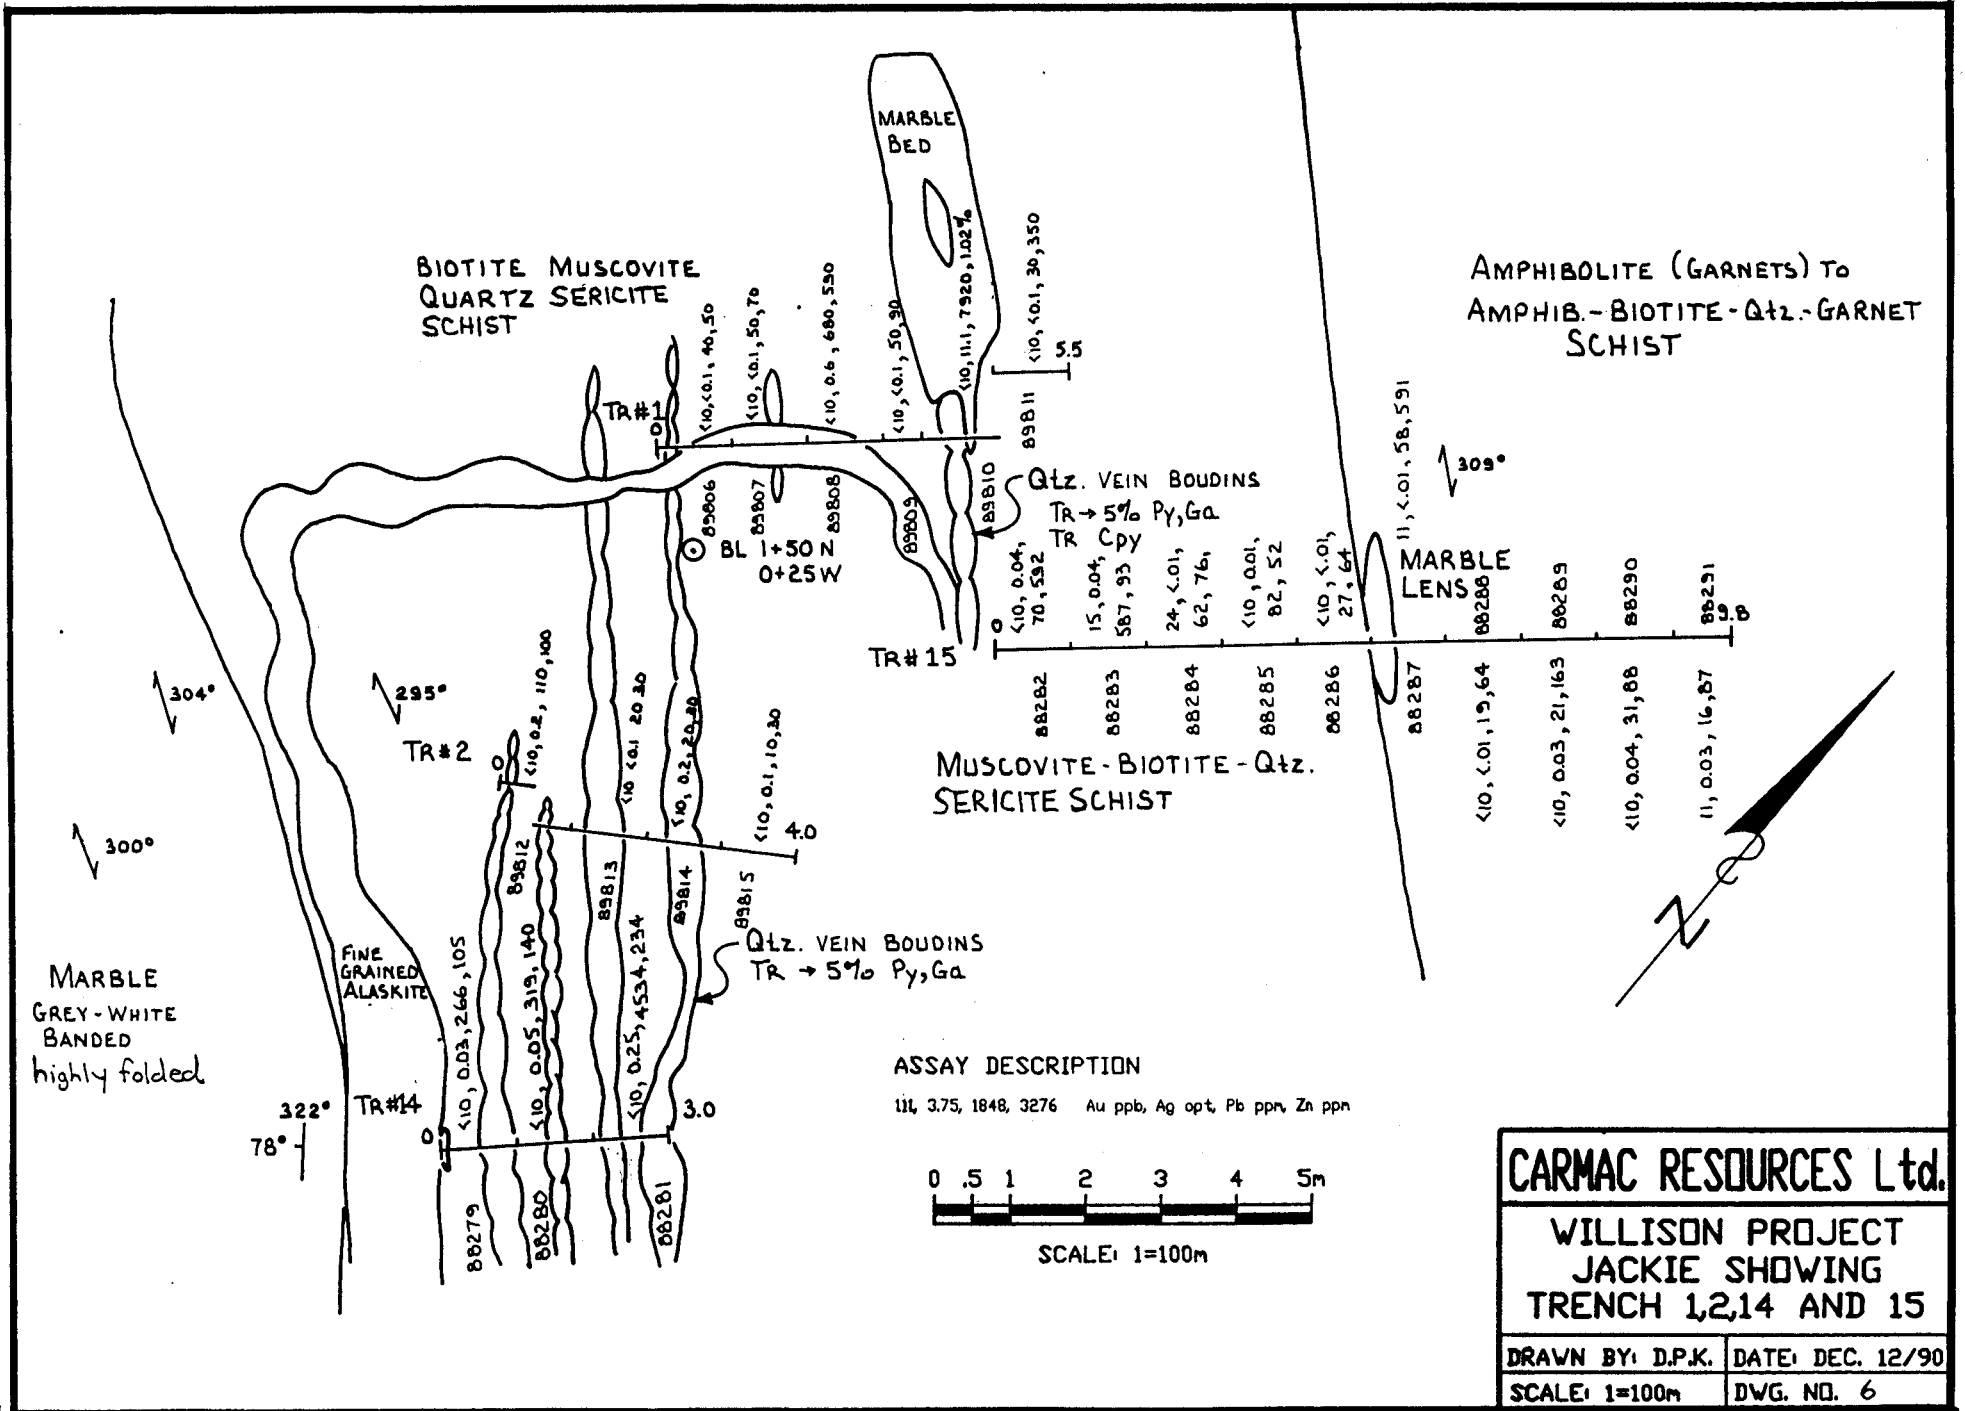 MARBLE
BED
BIOTITE MUSCOVITE
QUARTZ SERICITE
SCHIST
AMPHIBOLITE (GARNETS) TO
AMPHIB.-BIOTITE-Qtz.-GARNET
SCHIST
TR#1
0
<10,<0.1,40,50
<10,<0.1,50,70
<10,0.6,680,590
<10,<0.1,50,90
<10,11.1,7920,1.02%
<10,<0.1,30,350
5.5
89806
89807
89808
89809
89810
89811
BL 1+50 N
0+25 W
Qtz. VEIN BOUDINS
TR → 5% Py,Ga
TR Cpy
309°
MARBLE
LENS
TR# 15
0
<10, 0.04,
70, 592
15, 0.04,
587, 93
24, <.01,
62, 76,
<10, 0.01,
82, 52
<10, <.01,
27, 64
11, <.01, 58, 591
88288
88289
88290
88291
9.8
88282
88283
88284
88285
88286
88287
<10, <.01, 19, 64
<10, 0.03, 21, 163
<10, 0.04, 31, 88
11, 0.03, 16, 87
MUSCOVITE-BIOTITE-Qtz.
SERICITE SCHIST
304°
295°
300°
TR#2
0
<10, 0.2, 110, 100
<10 <0.1 20 30
<10, 0.2, 20, 30
<10, 0.1, 10, 30
4.0
89812
89813
89814
89815
Qtz. VEIN BOUDINS
TR → 5% Py,Ga
FINE
GRAINED
ALASKITE
MARBLE
GREY-WHITE
BANDED
highly folded
322°
78°
TR#14
0
<10, 0.03, 266, 105
<10, 0.05, 319, 140
<10, 0.25, 4534, 234
3.0
88279
88280
88281
N
ASSAY DESCRIPTION
111, 3.75, 1848, 3276 Au ppb, Ag opt, Pb ppm, Zn ppm
0 .5 1 2 3 4 5m
SCALE: 1=100m
CARMAC RESOURCES Ltd.
WILLISON PROJECT
JACKIE SHOWING
TRENCH 1,2,14 AND 15
DRAWN BY: D.P.K.
DATE: DEC. 12/90
SCALE: 1=100m
DWG. NO. 6